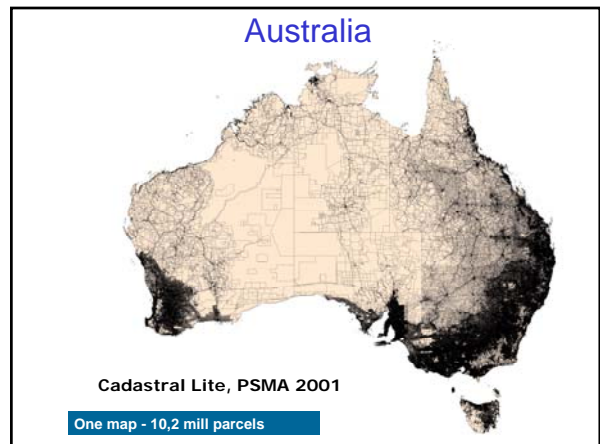 Australia
Cadastral Lite, PSMA 2001
One map - 10,2 mill parcels